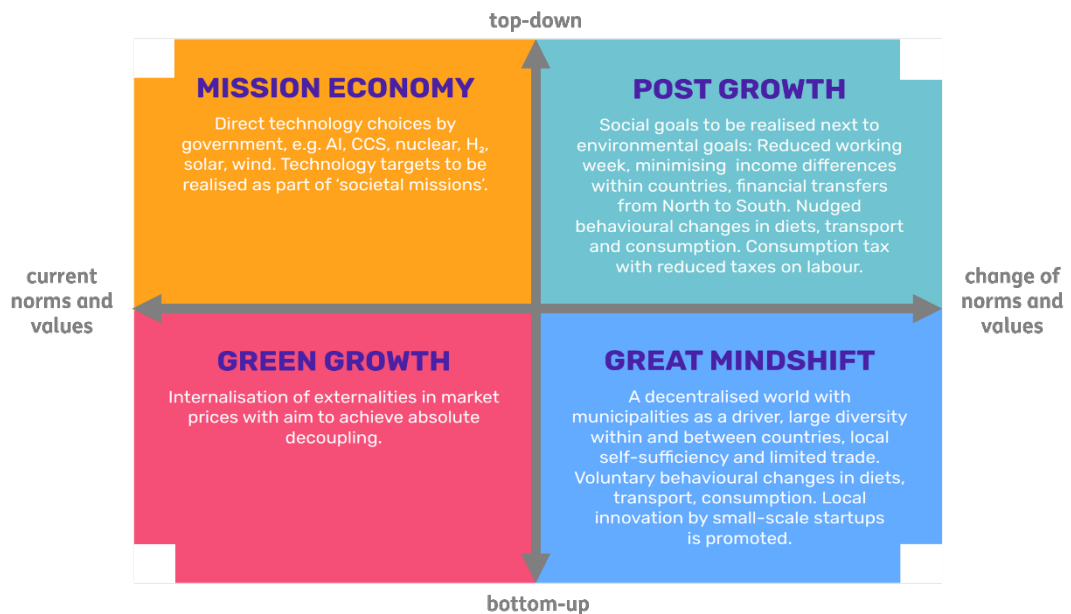 top-down
MISSION ECONOMY
Direct technology choices by
government, e.g. AI, CCS, nuclear, H₂,
solar, wind. Technology targets to be
realised as part of ‘societal missions’.
POST GROWTH
Social goals to be realised next to
environmental goals: Reduced working
week, minimising income differences
within countries, financial transfers
from North to South. Nudged
behavioural changes in diets, transport
and consumption. Consumption tax
with reduced taxes on labour.
current
norms and
values
change of
norms and
values
GREEN GROWTH
Internalisation of externalities in market
prices with aim to achieve absolute
decoupling.
GREAT MINDSHIFT
A decentralised world with
municipalities as a driver, large diversity
within and between countries, local
self-sufficiency and limited trade.
Voluntary behavioural changes in diets,
transport, consumption. Local
innovation by small-scale startups
is promoted.
bottom-up